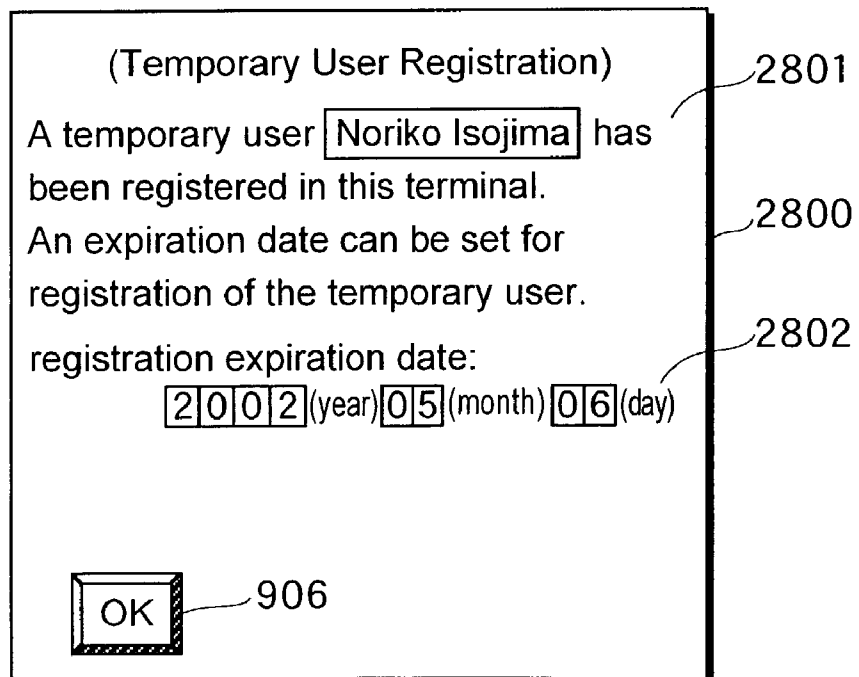 (Temporary User Registration)
2801
A temporary user Noriko Isojima has
been registered in this terminal.
2800
An expiration date can be set for
registration of the temporary user.
2802
registration expiration date:
2002(year)05(month)06(day)
OK
906